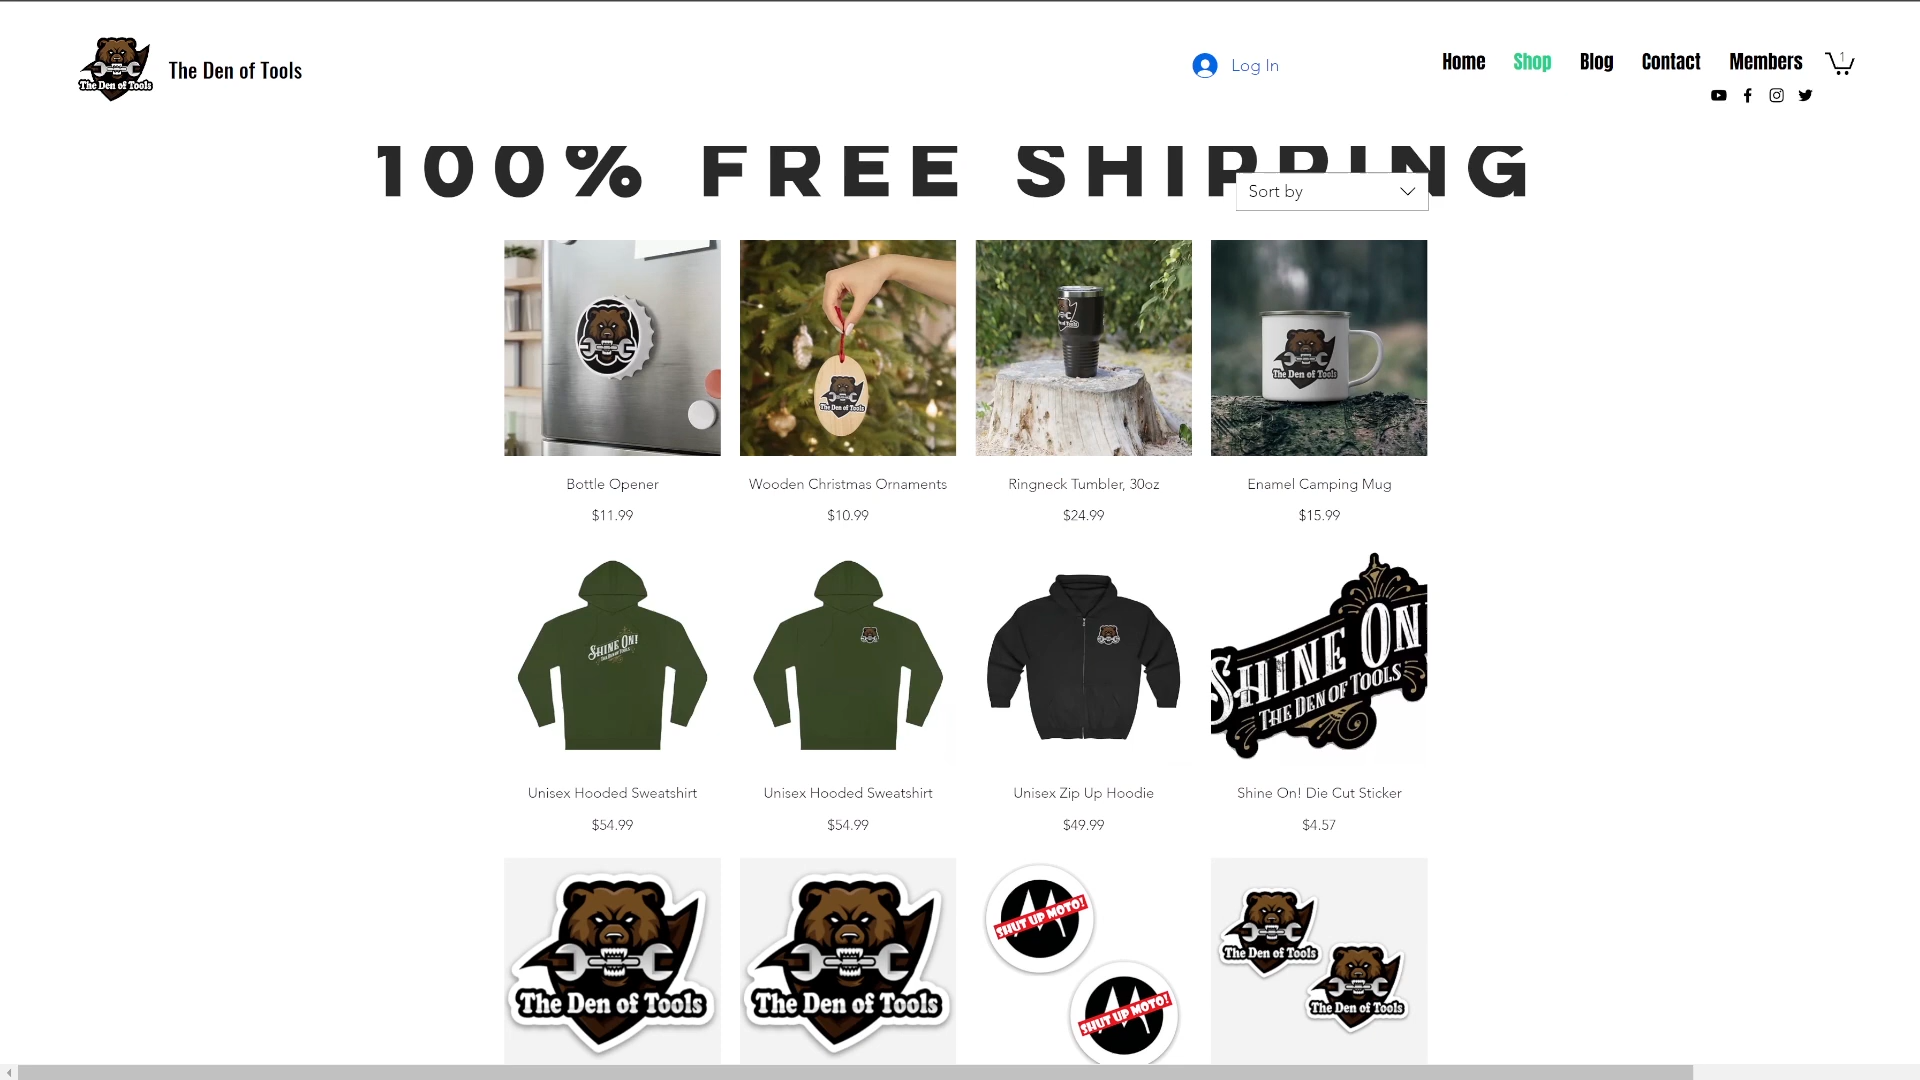 The Den of Tools
The Den of Tools
Log In
Home
Shop
Blog
Contact
Members
1
100% FREE SHIPPING
Sort by
The Den of Tools
The Den of Tools
Bottle Opener
Wooden Christmas Ornaments
Ringneck Tumbler, 30oz
Enamel Camping Mug
$11.99
$10.99
$24.99
$15.99
SHINE ON!
THE DEN OF TOOLS
SHINE ON
THE DEN OF TOOLS
Unisex Hooded Sweatshirt
Unisex Hooded Sweatshirt
Unisex Zip Up Hoodie
Shine On! Die Cut Sticker
$54.99
$54.99
$49.99
$4.57
The Den of Tools
The Den of Tools
SHUT UP MOTO!
SHUT UP MOTO!
The Den of Tools
The Den of Tools